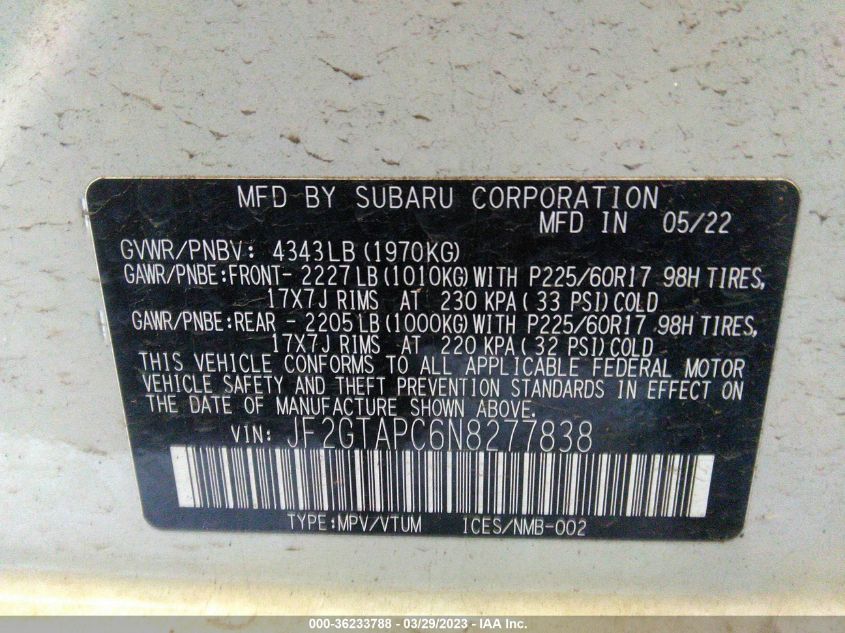 MFD BY SUBARU CORPORATION
MFD IN 05/22
GVWR/PNBV: 4343LB (1970KG)
GAWR/PNBE:FRONT- 2227LB (1010KG) WITH P225/60R17 98H TIRES,
17X7J RIMS AT 230 KPA ( 33 PSI) COLD
GAWR/PNBE:REAR - 2205LB (1000KG) WITH P225/60R17 98H TIRES,
17X7J RIMS AT 220 KPA ( 32 PSI) COLD
THIS VEHICLE CONFORMS TO ALL APPLICABLE FEDERAL MOTOR
VEHICLE SAFETY AND THEFT PREVENTION STANDARDS IN EFFECT ON
THE DATE OF MANUFACTURE SHOWN ABOVE.
VIN: JF2GTAPC6N8277838
TYPE:MPV/VTUM ICES/NMB-002
000-36233788 - 03/29/2023 - IAA Inc.